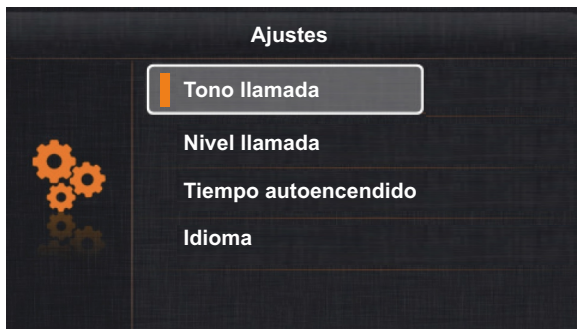 Ajustes
Tono llamada
Nivel llamada
Tiempo autoencendido
Idioma